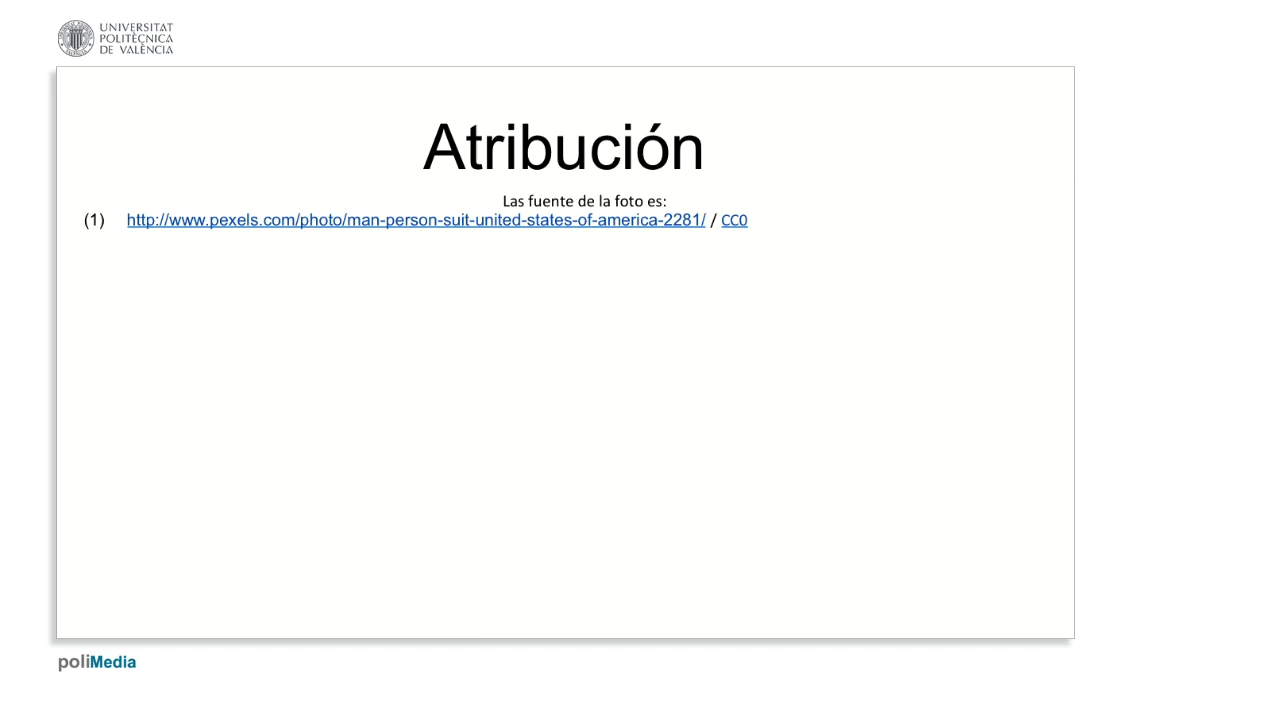 UNIVERSITAT
POLITÈCNICA
DE VALÈNCIA
Atribución
Las fuente de la foto es:
(1) http://www.pexels.com/photo/man-person-suit-united-states-of-america-2281/ / CC0
poliMedia